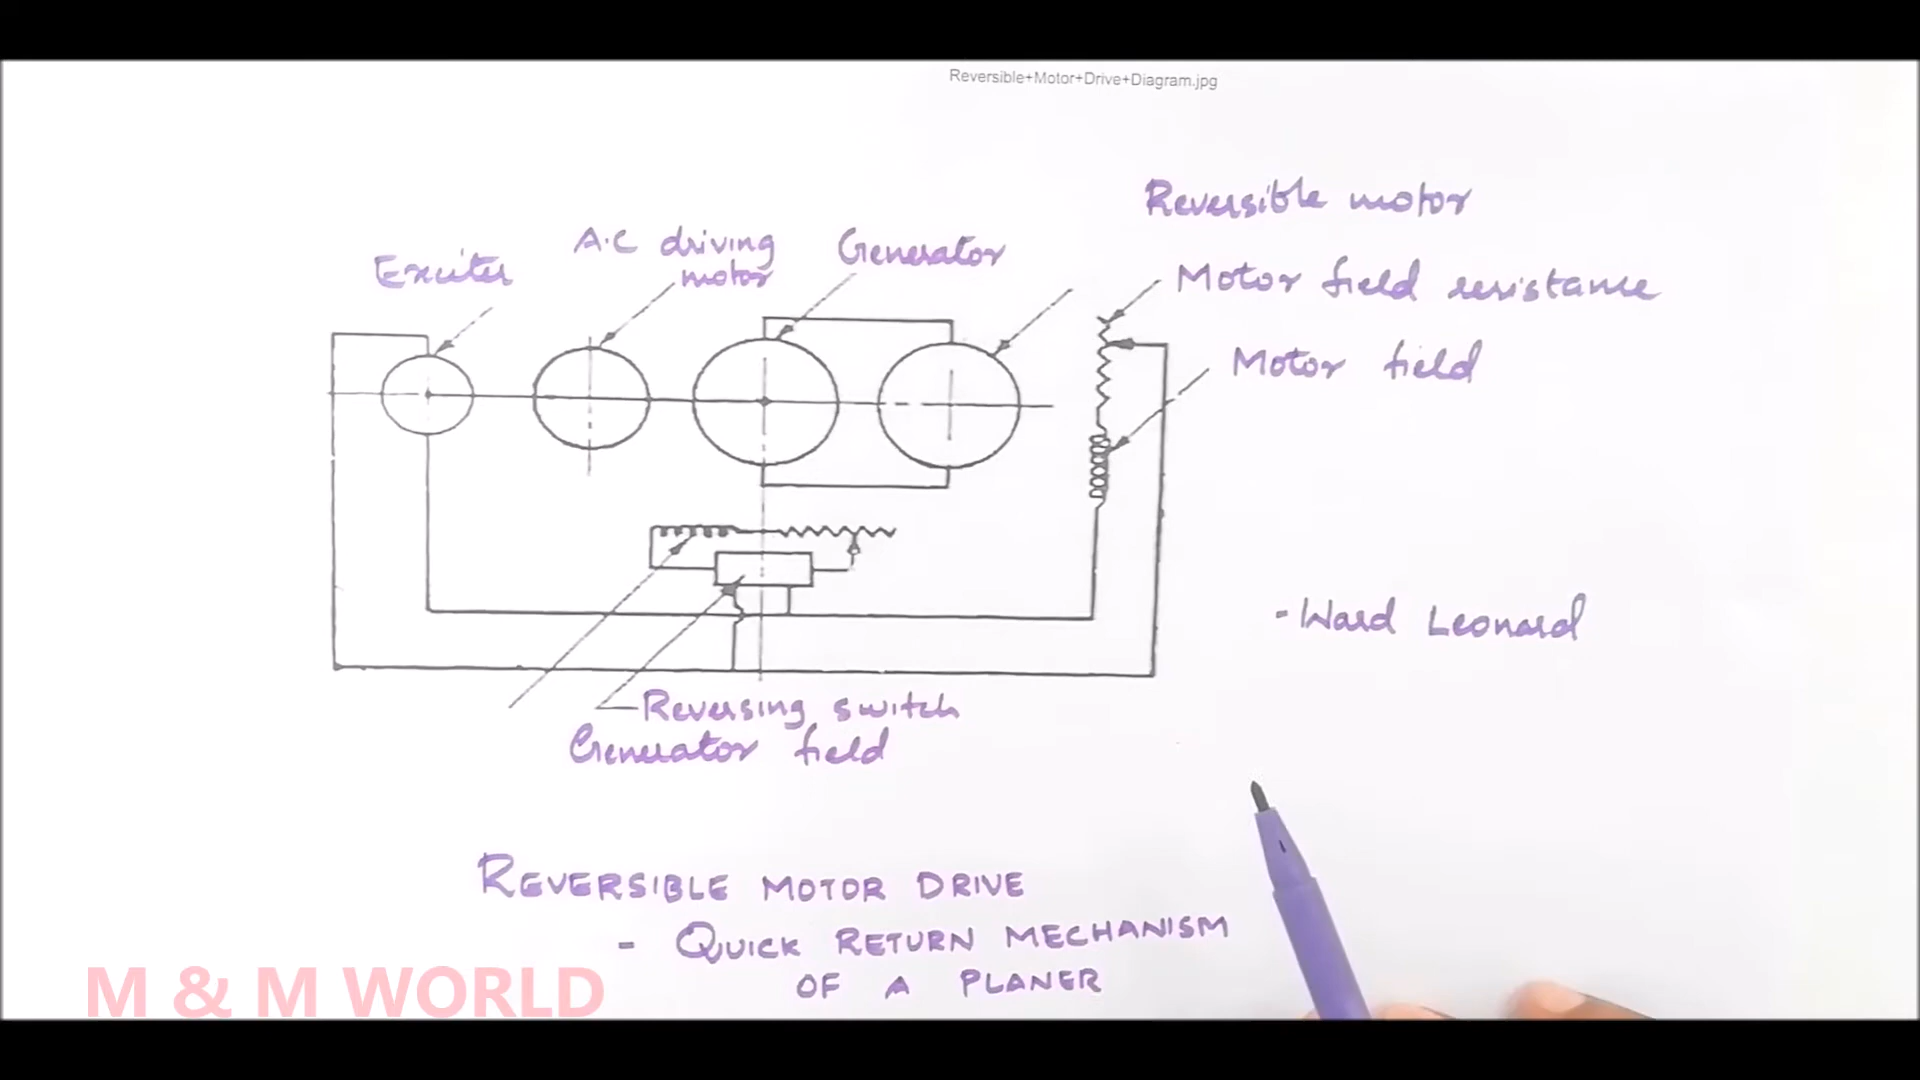 Reversible+Motor+Drive+Diagram.jpg
Reversible motor
Exciter
A.C driving
motor
Generator
Motor field resistance
Motor field
- Ward Leonard
Reversing switch
Generator field
REVERSIBLE MOTOR DRIVE
- QUICK RETURN MECHANISM
OF A PLANER
M & M WORLD